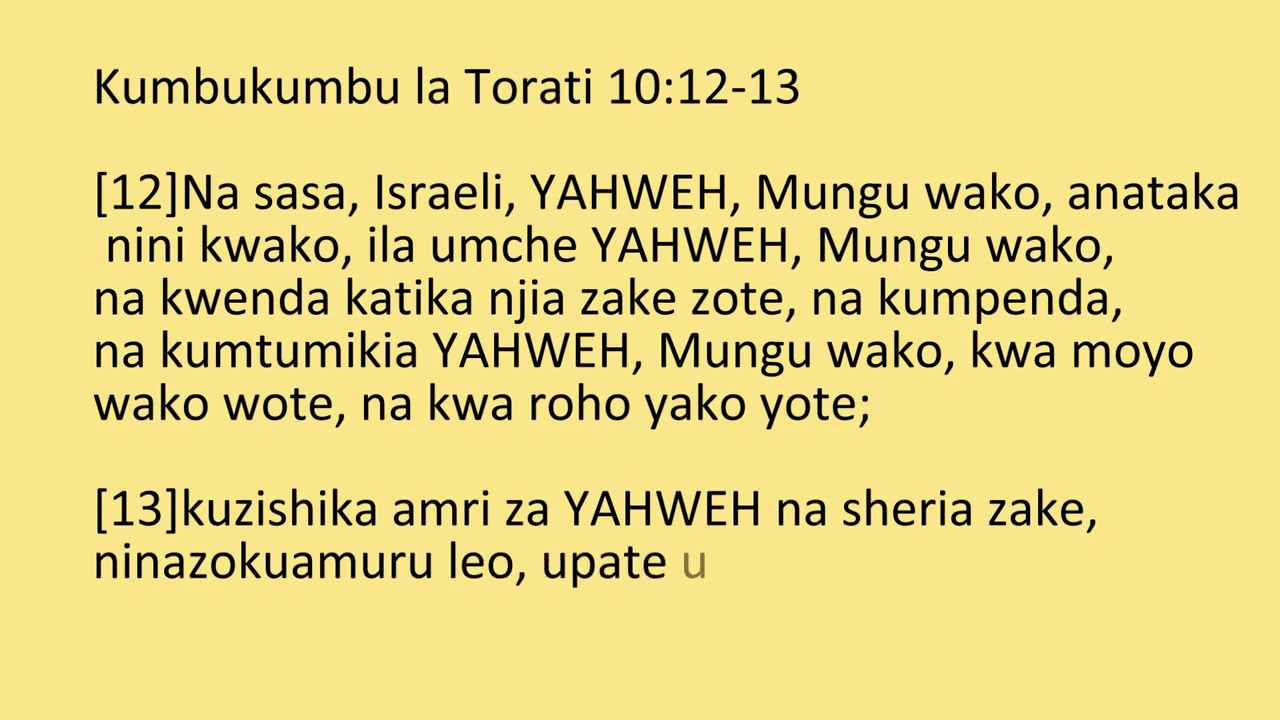 Kumbukumbu la Torati 10:12-13
[12]Na sasa, Israeli, YAHWEH, Mungu wako, anataka
nini kwako, ila umche YAHWEH, Mungu wako,
na kwenda katika njia zake zote, na kumpenda,
na kumtumikia YAHWEH, Mungu wako, kwa moyo
wako wote, na kwa roho yako yote;
[13]kuzishika amri za YAHWEH na sheria zake,
ninazokuamuru leo, upate u